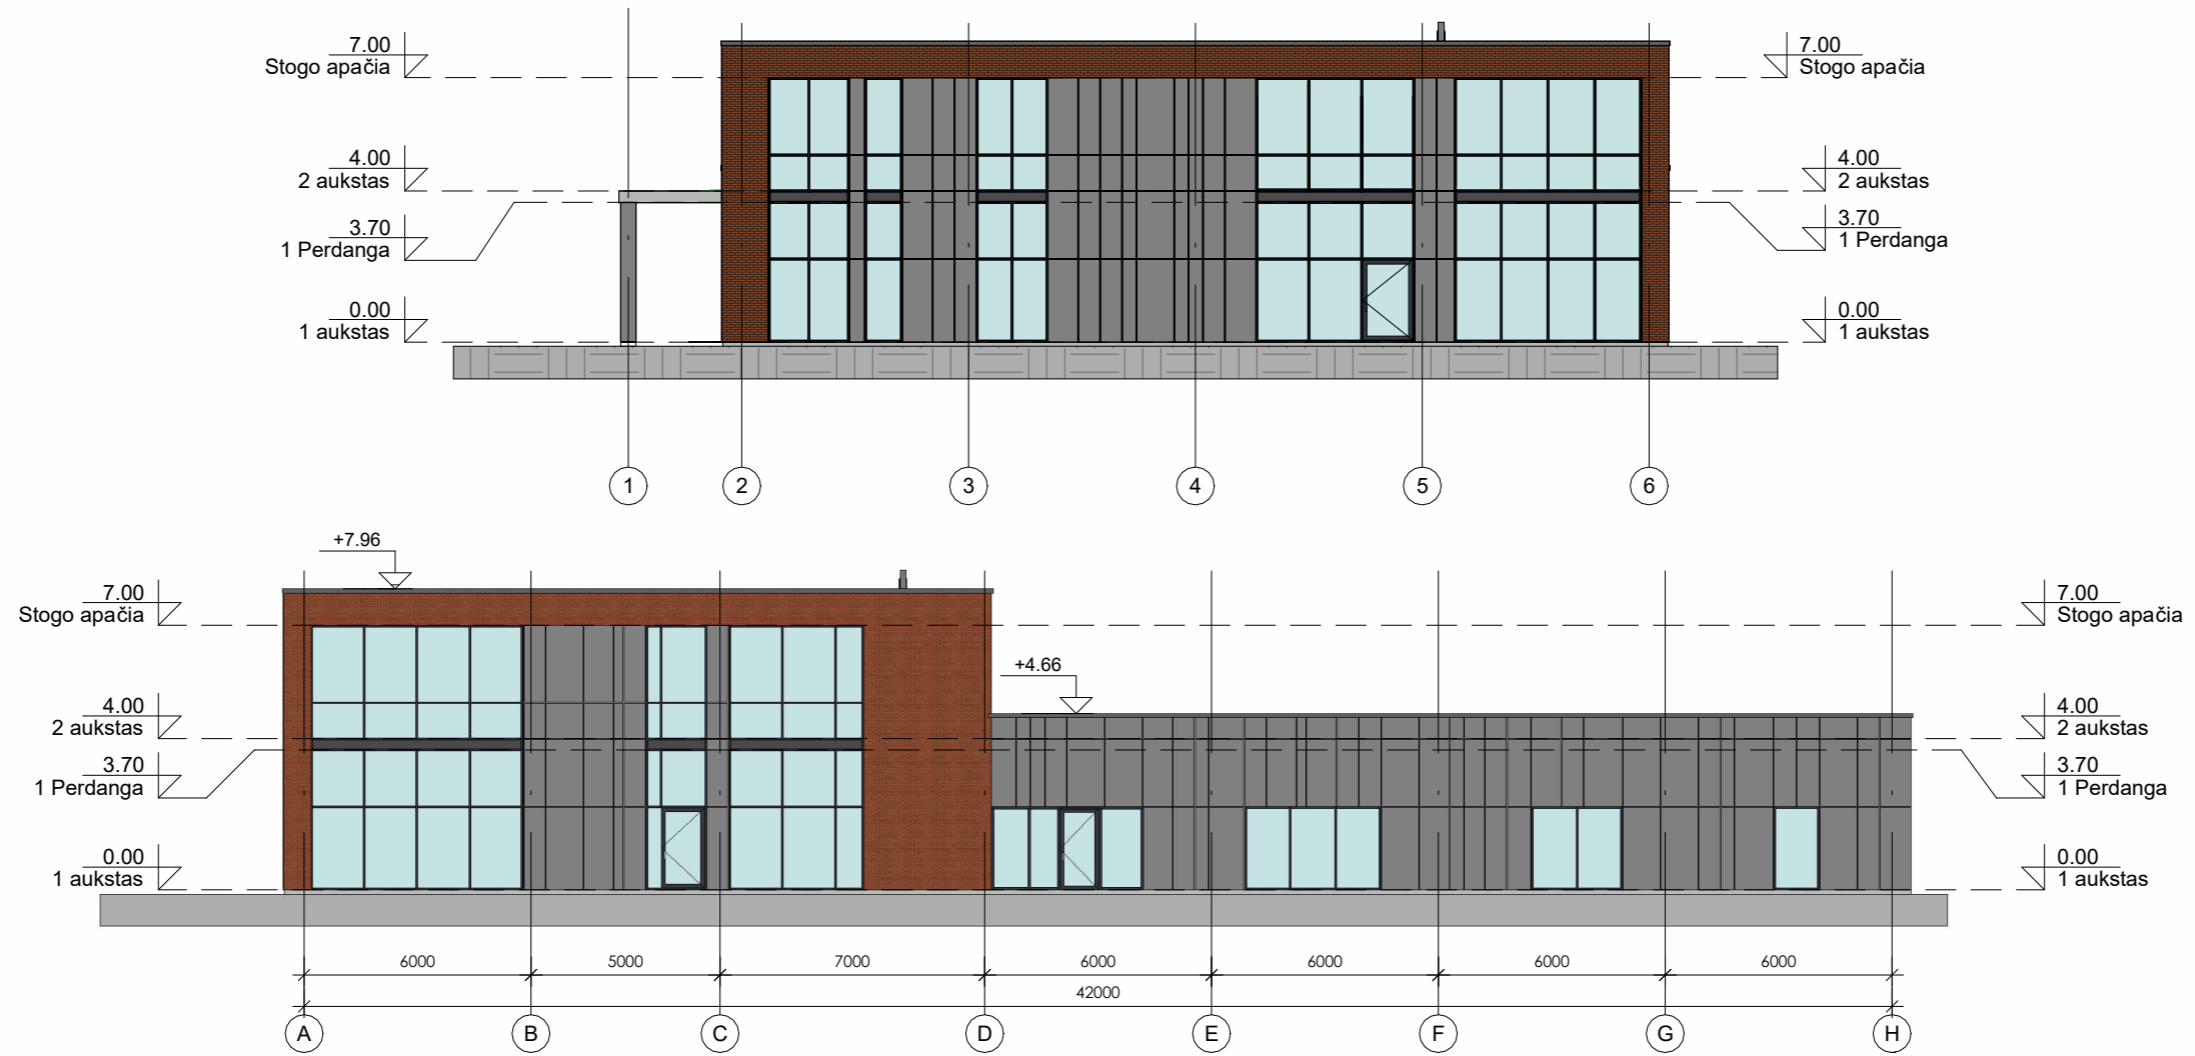 7.00
Stogo apačia
7.00
Stogo apačia
4.00
2 aukstas
4.00
2 aukstas
3.70
1 Perdanga
3.70
1 Perdanga
0.00
1 aukstas
0.00
1 aukstas
1 2 3 4 5 6
+7.96
7.00
Stogo apačia
7.00
Stogo apačia
+4.66
4.00
2 aukstas
4.00
2 aukstas
3.70
1 Perdanga
3.70
1 Perdanga
0.00
1 aukstas
0.00
1 aukstas
6000 5000 7000 6000 6000 6000 6000
42000
A B C D E F G H